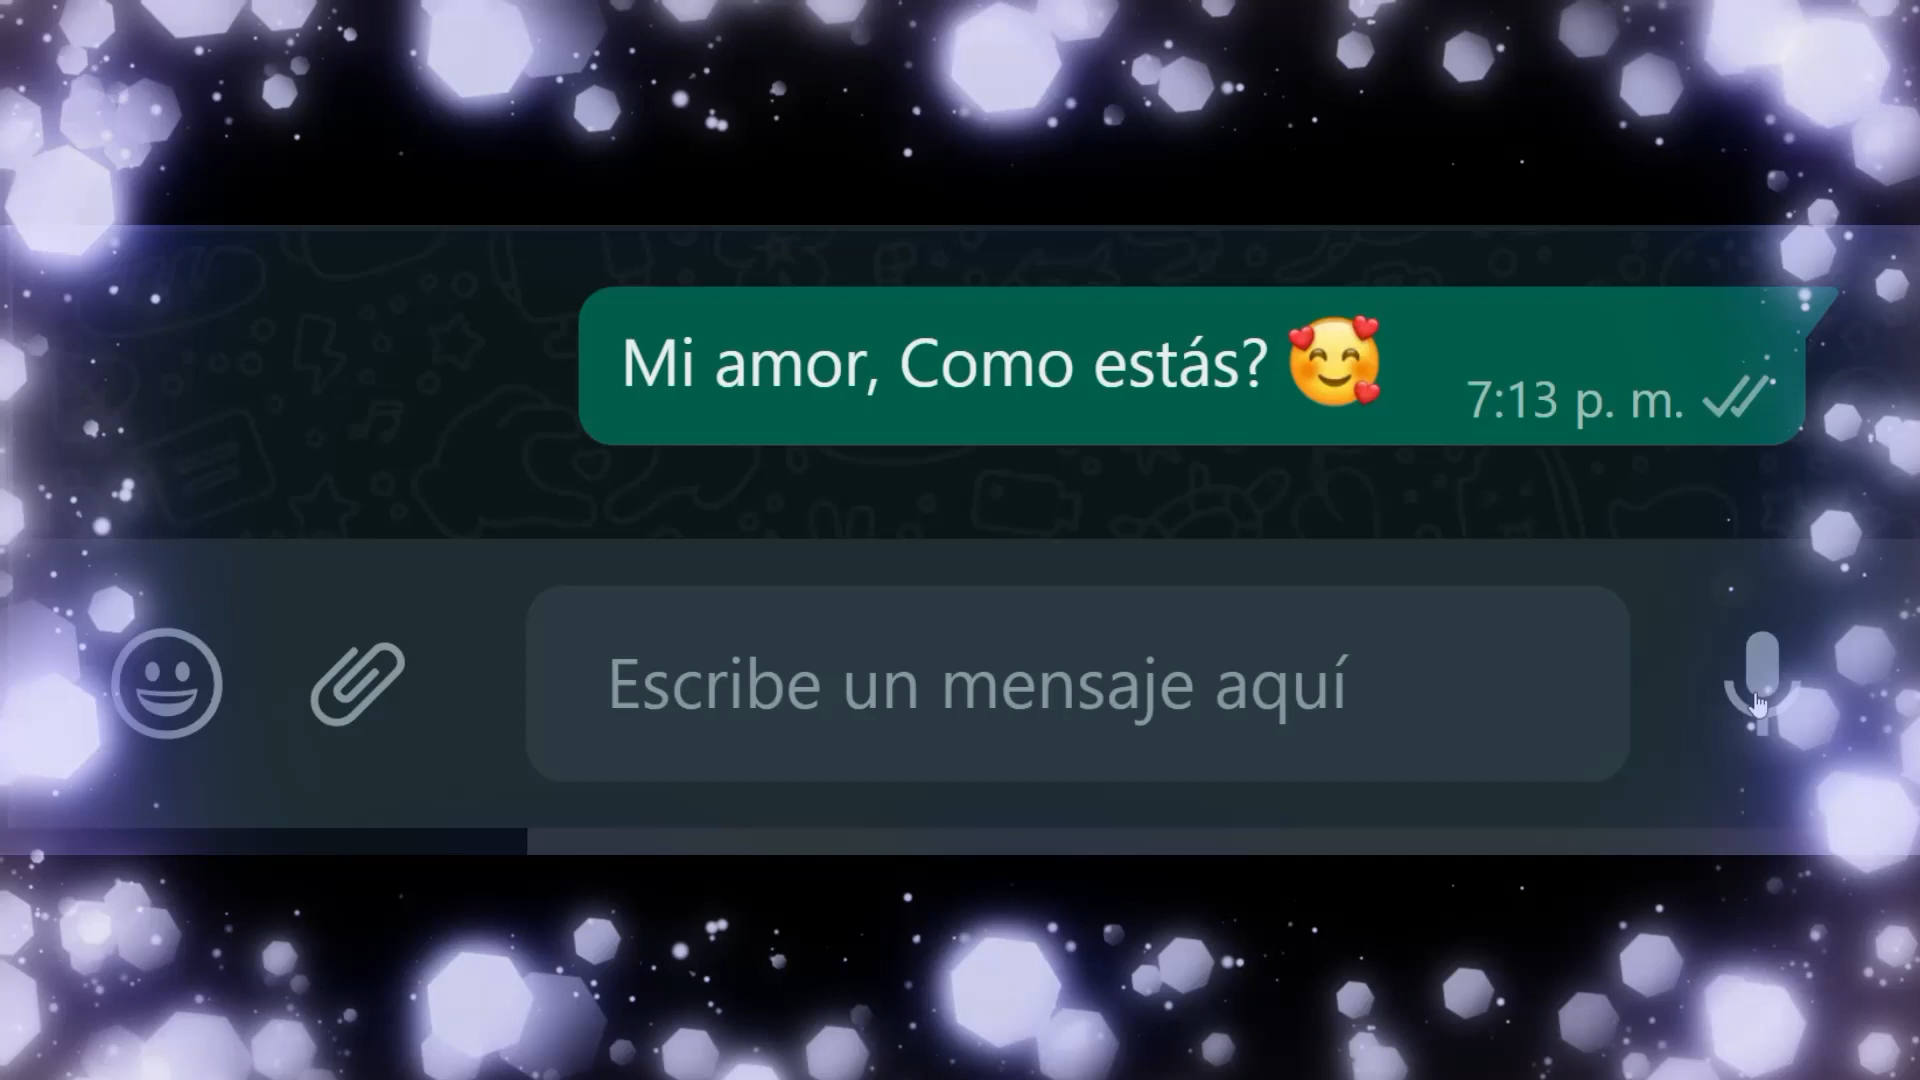 Mi amor, Como estás? 🥰
7:13 p. m.
Escribe un mensaje aquí